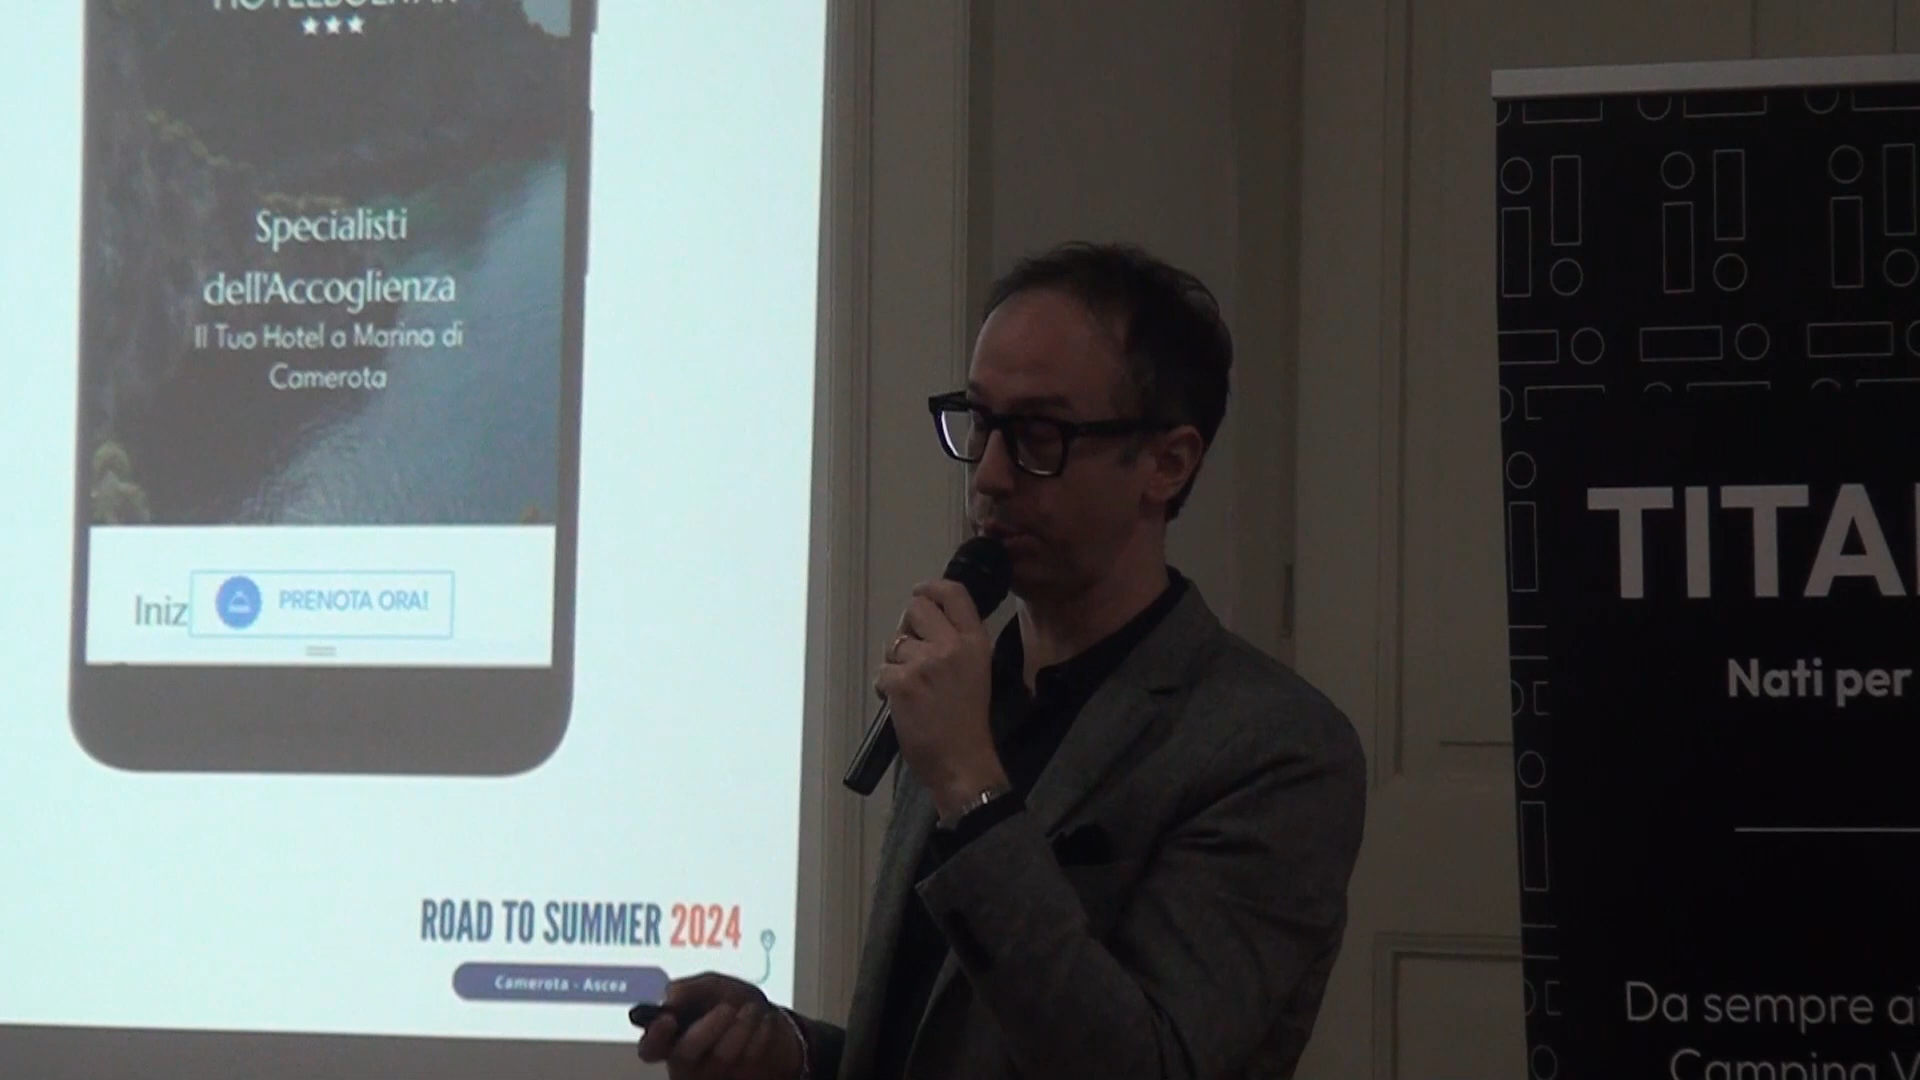 ★★★
Specialisti
dell'Accoglienza
Il Tuo Hotel a Marina di
Camerota
Iniz
PRENOTA ORA!
ROAD TO SUMMER 2024
Camerota - Ascea
TITA
Nati per
Da sempre
Camping